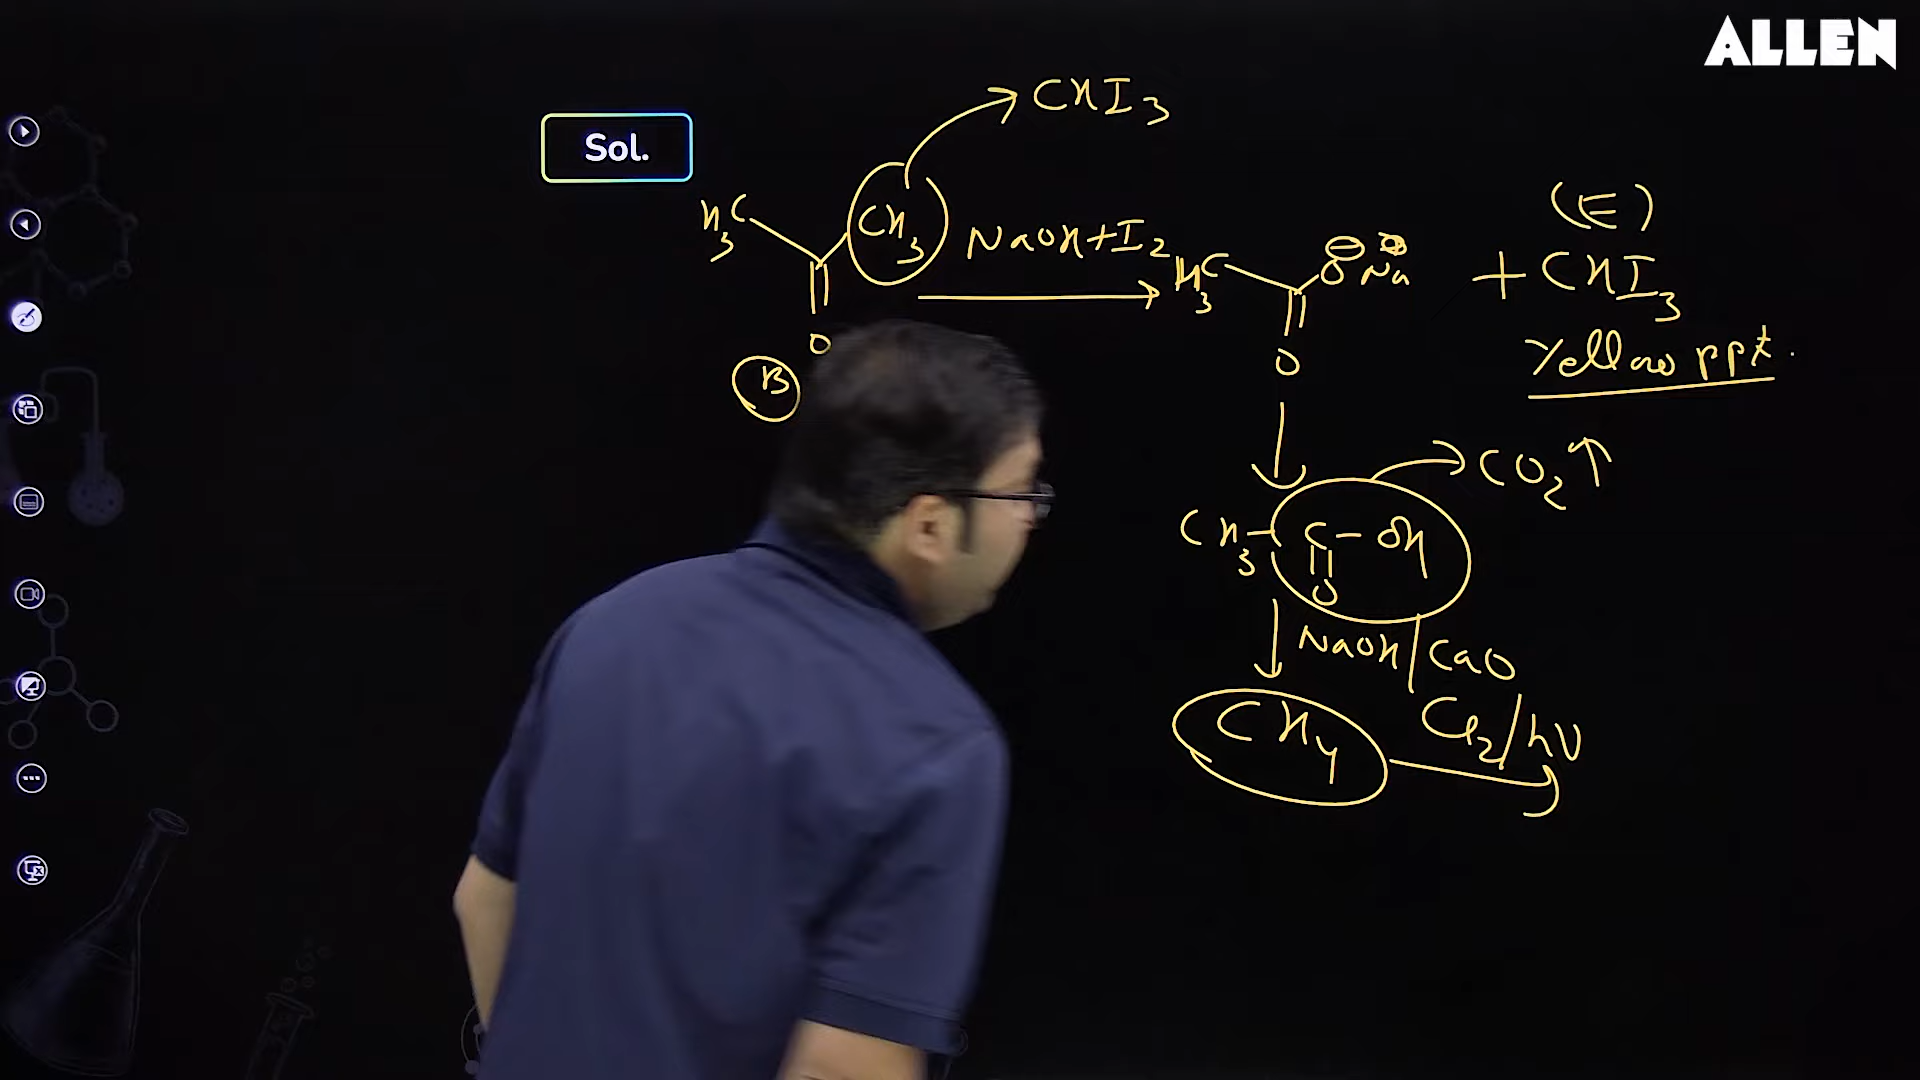 ALLEN
Sol.
CHI3
H3C CH3 NaOH+I2 H3C O⊖ Na⊕ + CHI3
O
(B)
O
(E)
Yellow ppt.
CO2↑
CH3-C-OH
O
NaOH/CaO
CH4 Cl2/hν